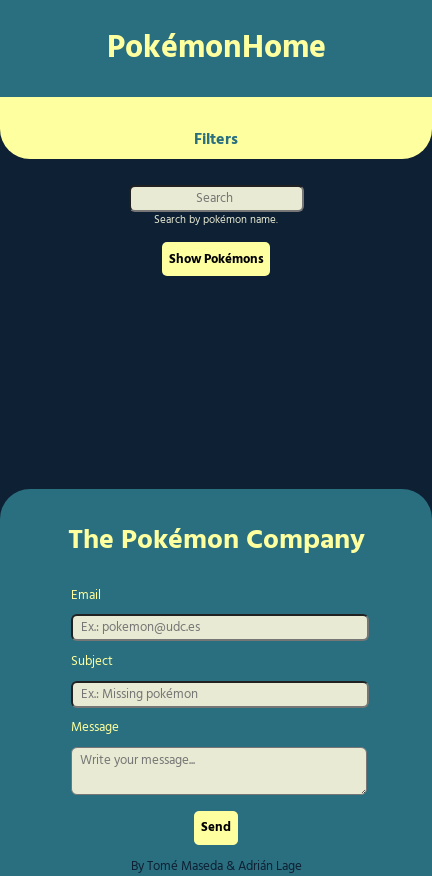 PokémonHome
Filters
Search
Search by pokémon name.
Show Pokémons
The Pokémon Company
Email
Ex.: pokemon@udc.es
Subject
Ex.: Missing pokémon
Message
Write your message...
Send
By Tomé Maseda & Adrián Lage